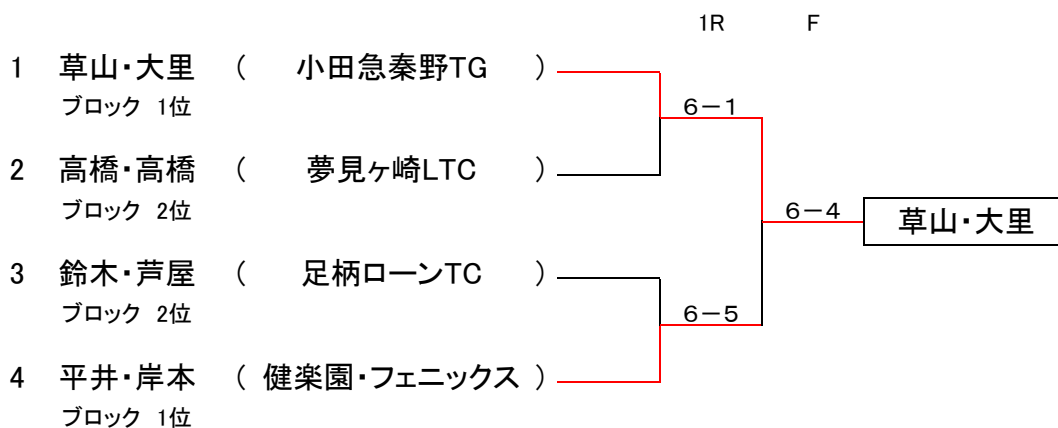 1R F
1 草山・大里 ( 小田急秦野TG )
ブロック 1位
6－1
2 高橋・高橋 ( 夢見ヶ崎LTC )
ブロック 2位
6－4 草山・大里
3 鈴木・芦屋 ( 足柄ローンTC )
ブロック 2位
6－5
4 平井・岸本 ( 健楽園・フェニックス )
ブロック 1位